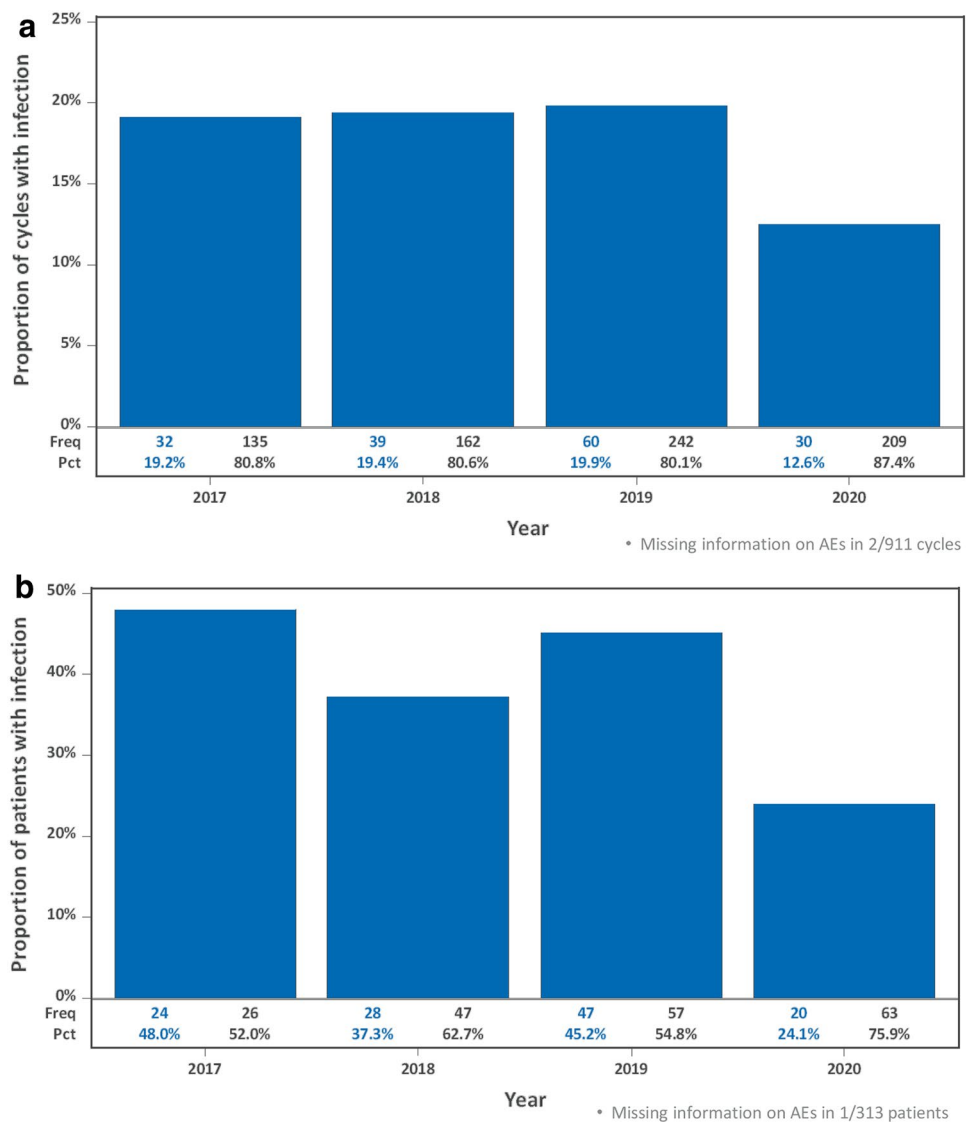 a
Proportion of cycles with infection
25%
20%
15%
10%
5%
0%
Freq 32 135 39 162 60 242 30 209
Pct 19.2% 80.8% 19.4% 80.6% 19.9% 80.1% 12.6% 87.4%
2017 2018 2019 2020
Year
• Missing information on AEs in 2/911 cycles
b
Proportion of patients with infection
50%
40%
30%
20%
10%
0%
Freq 24 26 28 47 47 57 20 63
Pct 48.0% 52.0% 37.3% 62.7% 45.2% 54.8% 24.1% 75.9%
2017 2018 2019 2020
Year
• Missing information on AEs in 1/313 patients